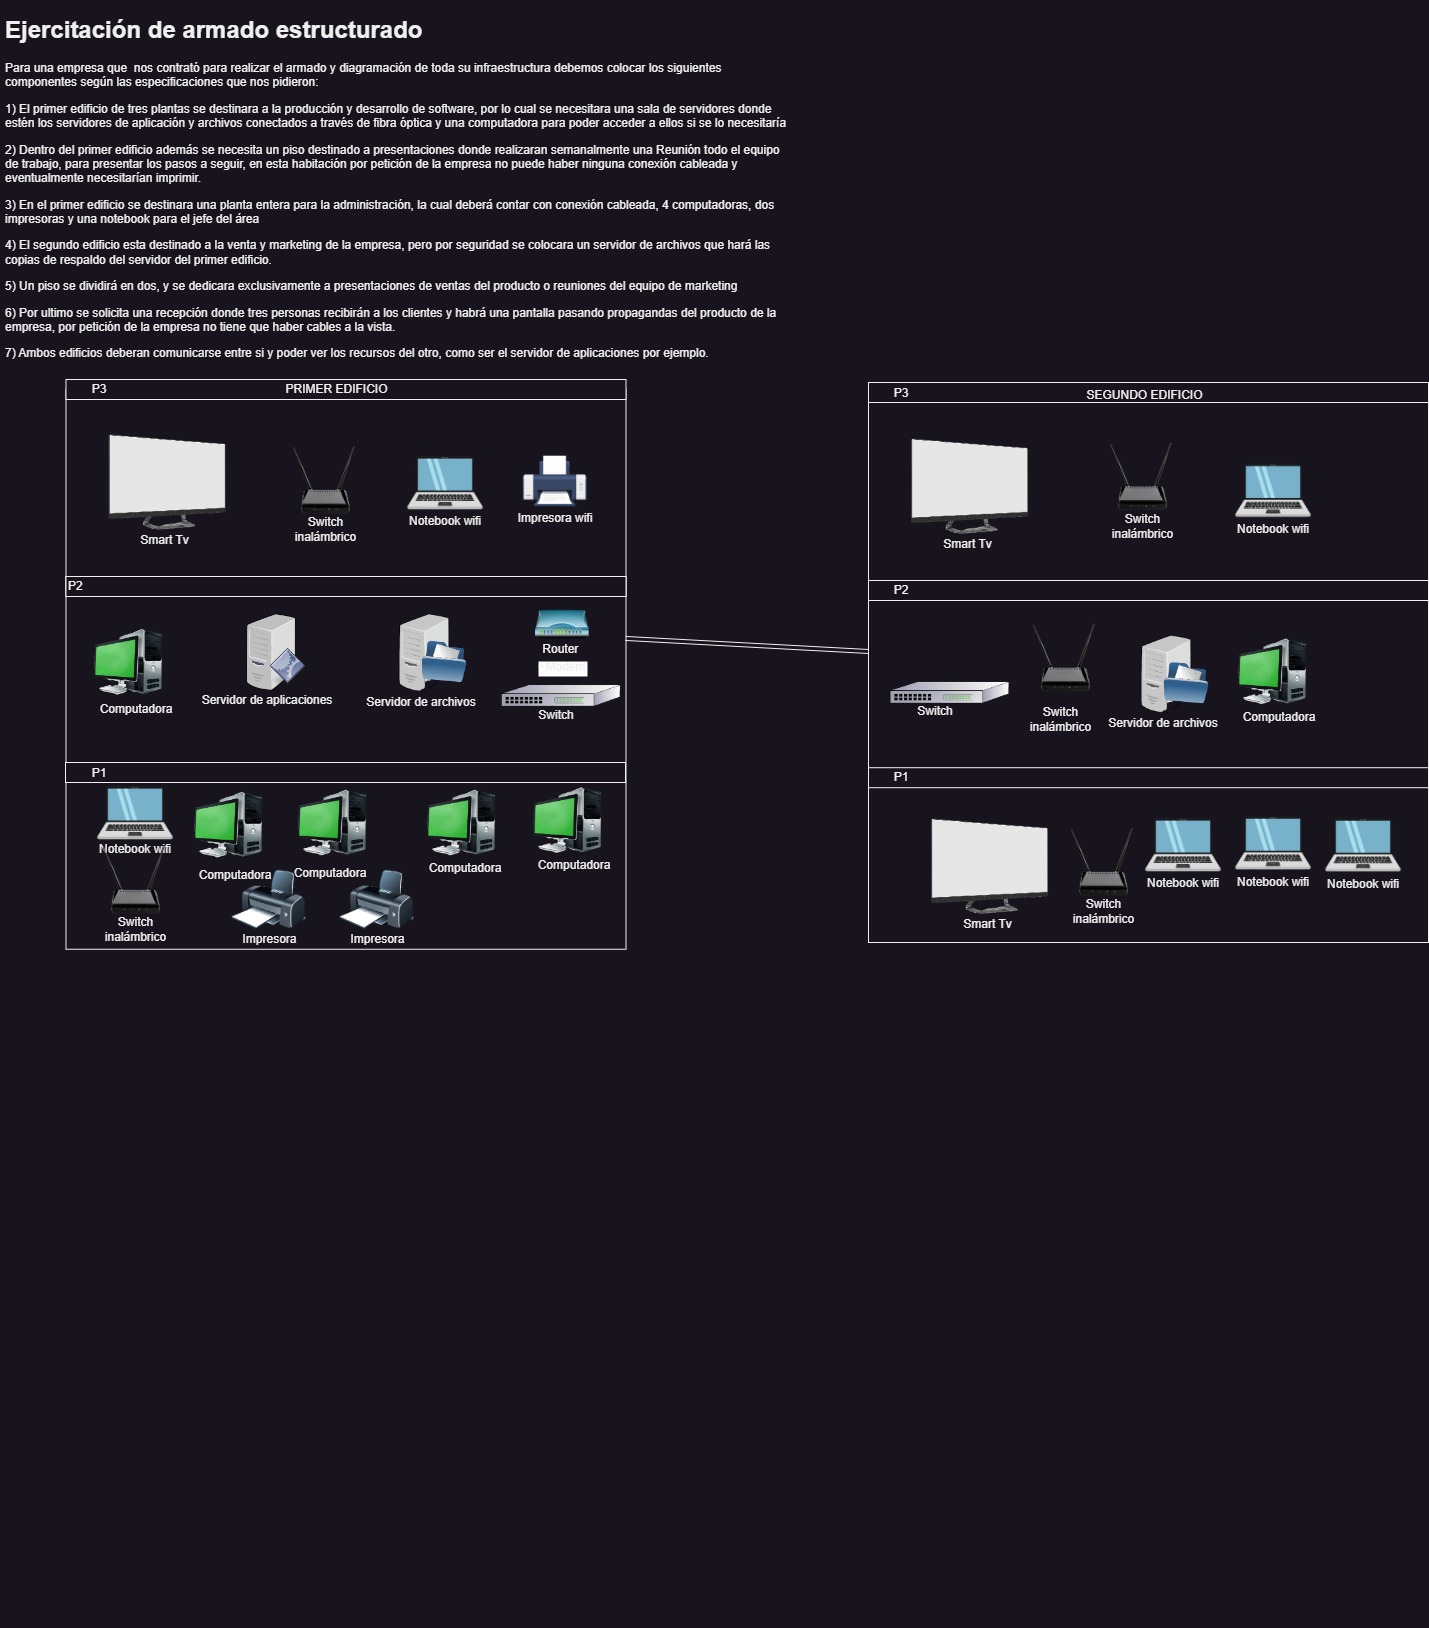 Ejercitación de armado estructurado
Para una empresa que  nos contrató para realizar el armado y diagramación de toda su infraestructura debemos colocar los siguientes
componentes según las especificaciones que nos pidieron:
1) El primer edificio de tres plantas se destinara a la producción y desarrollo de software, por lo cual se necesitara una sala de servidores donde
estén los servidores de aplicación y archivos conectados a través de fibra óptica y una computadora para poder acceder a ellos si se lo necesitaría
2) Dentro del primer edificio además se necesita un piso destinado a presentaciones donde realizaran semanalmente una Reunión todo el equipo
de trabajo, para presentar los pasos a seguir, en esta habitación por petición de la empresa no puede haber ninguna conexión cableada y
eventualmente necesitarían imprimir.
3) En el primer edificio se destinara una planta entera para la administración, la cual deberá contar con conexión cableada, 4 computadoras, dos
impresoras y una notebook para el jefe del área
4) El segundo edificio esta destinado a la venta y marketing de la empresa, pero por seguridad se colocara un servidor de archivos que hará las
copias de respaldo del servidor del primer edificio.
5) Un piso se dividirá en dos, y se dedicara exclusivamente a presentaciones de ventas del producto o reuniones del equipo de marketing
6) Por ultimo se solicita una recepción donde tres personas recibirán a los clientes y habrá una pantalla pasando propagandas del producto de la
empresa, por petición de la empresa no tiene que haber cables a la vista.
7) Ambos edificios deberan comunicarse entre si y poder ver los recursos del otro, como ser el servidor de aplicaciones por ejemplo.
P3
PRIMER EDIFICIO
Smart Tv
Switch
inalámbrico
Notebook wifi
Impresora wifi
P2
Computadora
Servidor de aplicaciones
Servidor de archivos
Router
Modem
Switch
P1
Notebook wifi
Computadora
Computadora
Computadora
Computadora
Switch
inalámbrico
Impresora
Impresora
P3
SEGUNDO EDIFICIO
Smart Tv
Switch
inalámbrico
Notebook wifi
P2
Switch
Switch
inalámbrico
Servidor de archivos
Computadora
P1
Smart Tv
Switch
inalámbrico
Notebook wifi
Notebook wifi
Notebook wifi